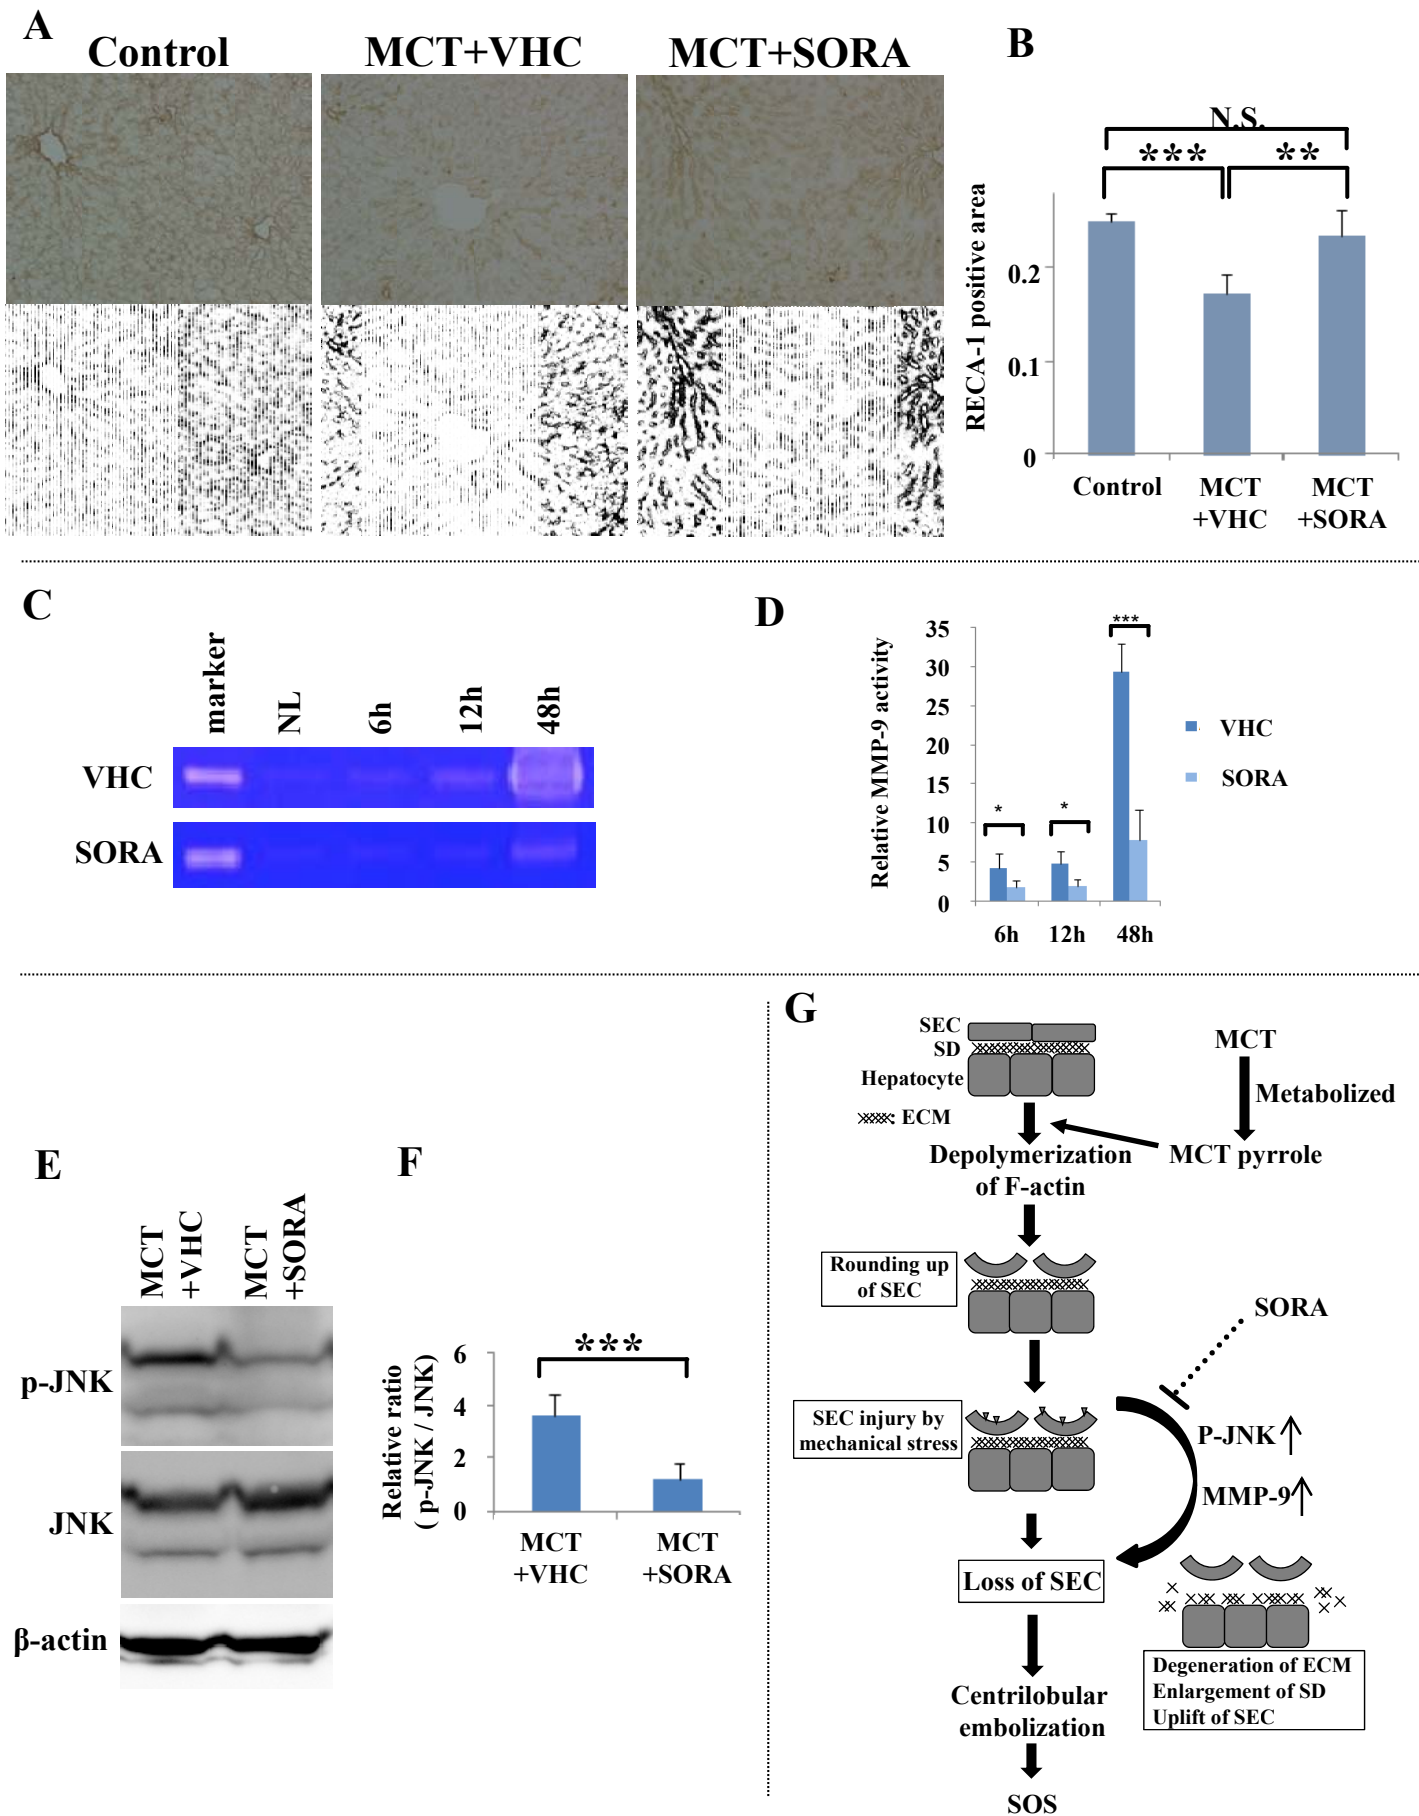 A
Control
MCT+VHC
MCT+SORA
B
N.S.
***
**
RECA-1 positive area
0.2
0.1
0
Control
MCT
+VHC
MCT
+SORA
C
marker
NL
6h
12h
48h
VHC
SORA
D
Relative MMP-9 activity
35
30
25
20
15
10
5
0
*
*
***
6h
12h
48h
VHC
SORA
E
MCT
+VHC
MCT
+SORA
p-JNK
JNK
β-actin
F
Relative ratio
( p-JNK / JNK)
6
4
2
0
***
MCT
+VHC
MCT
+SORA
G
SEC
SD
Hepatocyte
: ECM
MCT
Metabolized
MCT pyrrole
Depolymerization
of F-actin
Rounding up
of SEC
SORA
SEC injury by
mechanical stress
P-JNK↑
MMP-9↑
Loss of SEC
Degeneration of ECM
Enlargement of SD
Uplift of SEC
Centrilobular
embolization
SOS